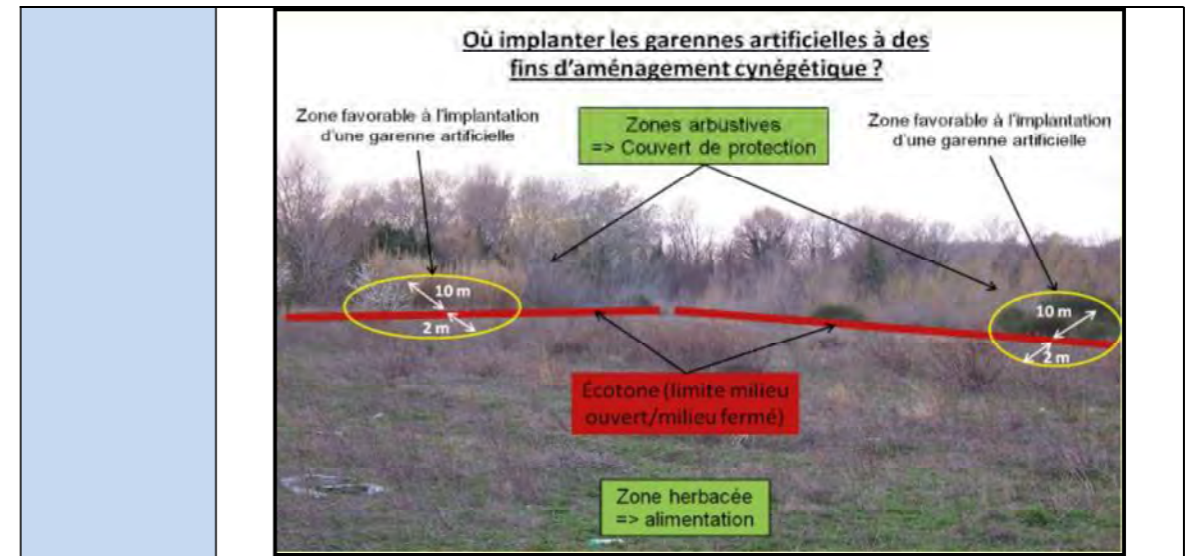 Où implanter les garennes artificielles à des
fins d'aménagement cynégétique ?
Zone favorable à l'implantation
d'une garenne artificielle
Zones arbustives
=> Couvert de protection
Zone favorable à l'implantation
d'une garenne artificielle
10 m
2 m
10 m
2 m
Écotone (limite milieu
ouvert/milieu fermé)
Zone herbacée
=> alimentation